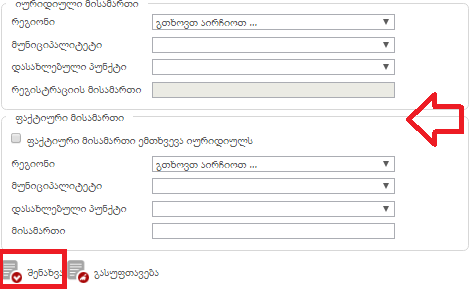 იურიდიული მისამართი
რეგიონი გთხოვთ აირჩიოთ ...
მუნიციპალიტეტი
დასახლებული პუნქტი
რეგისტრაციის მისამართი
ფაქტიური მისამართი
ფაქტიური მისამართი ემთხვევა იურიდიულს
რეგიონი გთხოვთ აირჩიოთ ...
მუნიციპალიტეტი
დასახლებული პუნქტი
მისამართი
შენახვა გასუფთავება